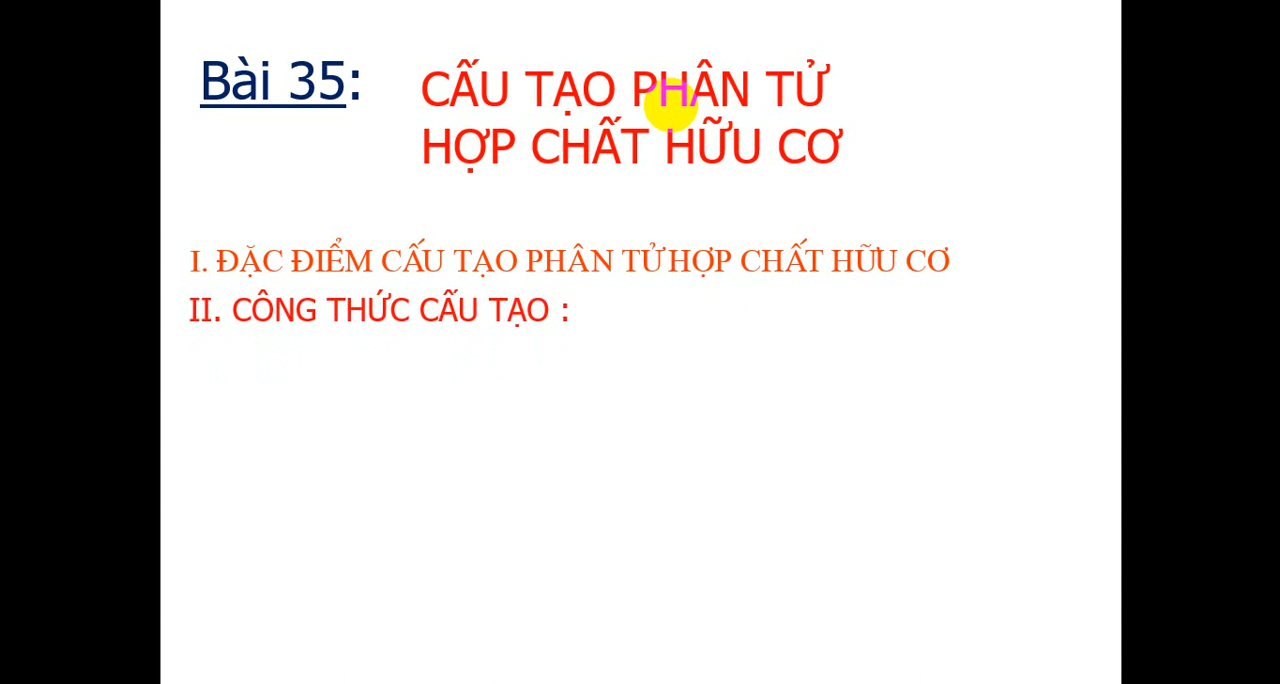 Bài 35: CẤU TẠO PHÂN TỬ
HỢP CHẤT HỮU CƠ
I. ĐẶC ĐIỂM CẤU TẠO PHÂN TỬ HỢP CHẤT HỮU CƠ
II. CÔNG THỨC CẤU TẠO :